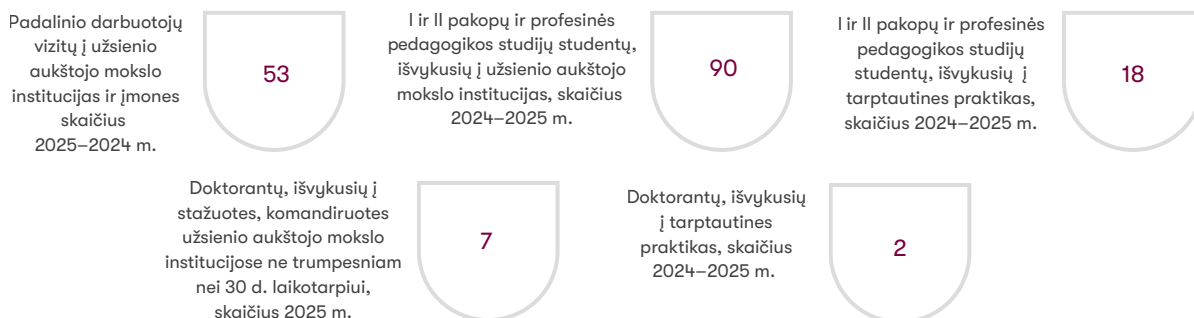 Padalinio darbuotojų
vizitų į užsienio
aukštojo mokslo
institucijas ir įmones
skaičius
2025–2024 m.
53
I ir II pakopų ir profesinės
pedagogikos studijų studentų,
išvykusių į užsienio aukštojo
mokslo institucijas, skaičius
2024–2025 m.
90
I ir II pakopų ir profesinės
pedagogikos studijų
studentų, išvykusių į
tarptautines praktikas,
skaičius 2024–2025 m.
18
Doktorantų, išvykusių į
stažuotes, komandiruotes
užsienio aukštojo mokslo
institucijose ne trumpesniam
nei 30 d. laikotarpiui,
skaičius 2025 m.
7
Doktorantų, išvykusių
į tarptautines
praktikas, skaičius
2024–2025 m.
2